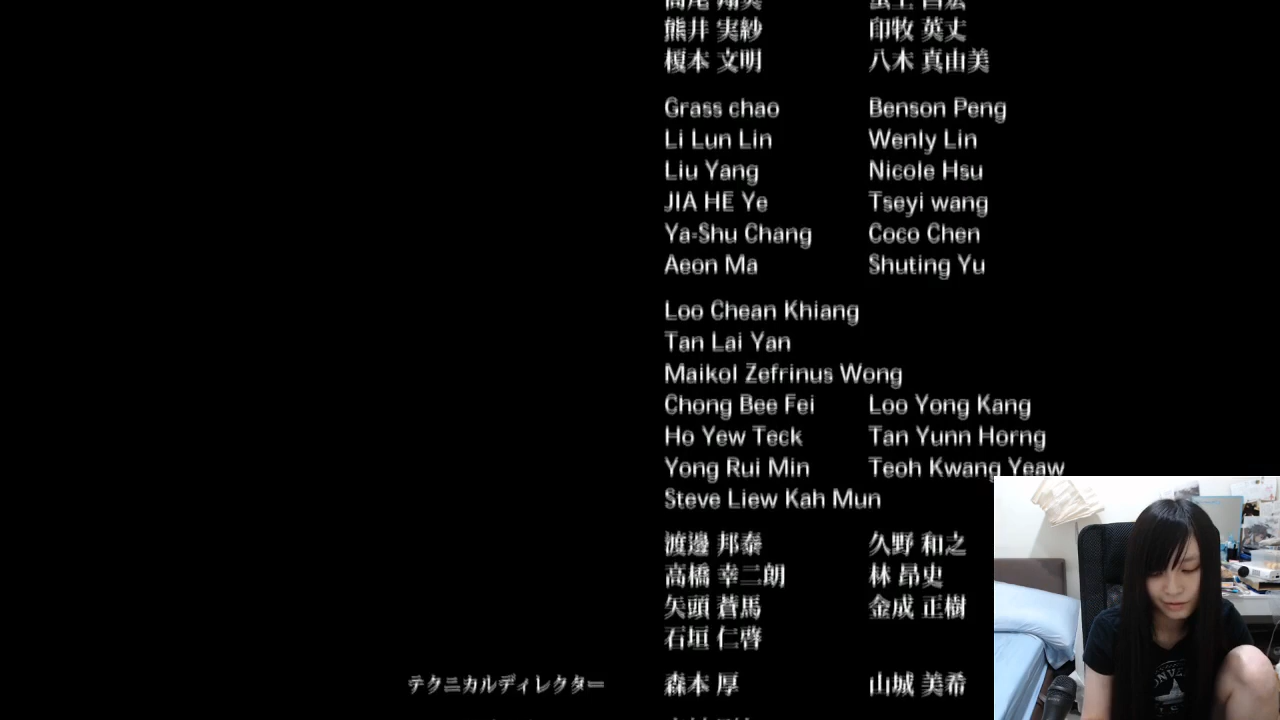 熊井 実紗 印牧 英丈
榎本 文明 八木 真由美
Grass chao Benson Peng
Li Lun Lin Wenly Lin
Liu Yang Nicole Hsu
JIA HE Ye Tseyi wang
Ya-Shu Chang Coco Chen
Aeon Ma Shuting Yu
Loo Chean Khiang
Tan Lai Yan
Maikol Zefrinus Wong
Chong Bee Fei Loo Yong Kang
Ho Yew Teck Tan Yunn Horng
Yong Rui Min Teoh Kwang Yeaw
Steve Liew Kah Mun
渡邊 邦泰 久野 和之
高橋 幸二朗 林 昂史
矢頭 蒼馬 金成 正樹
石垣 仁啓
テクニカルディレクター 森本 厚 山城 美希